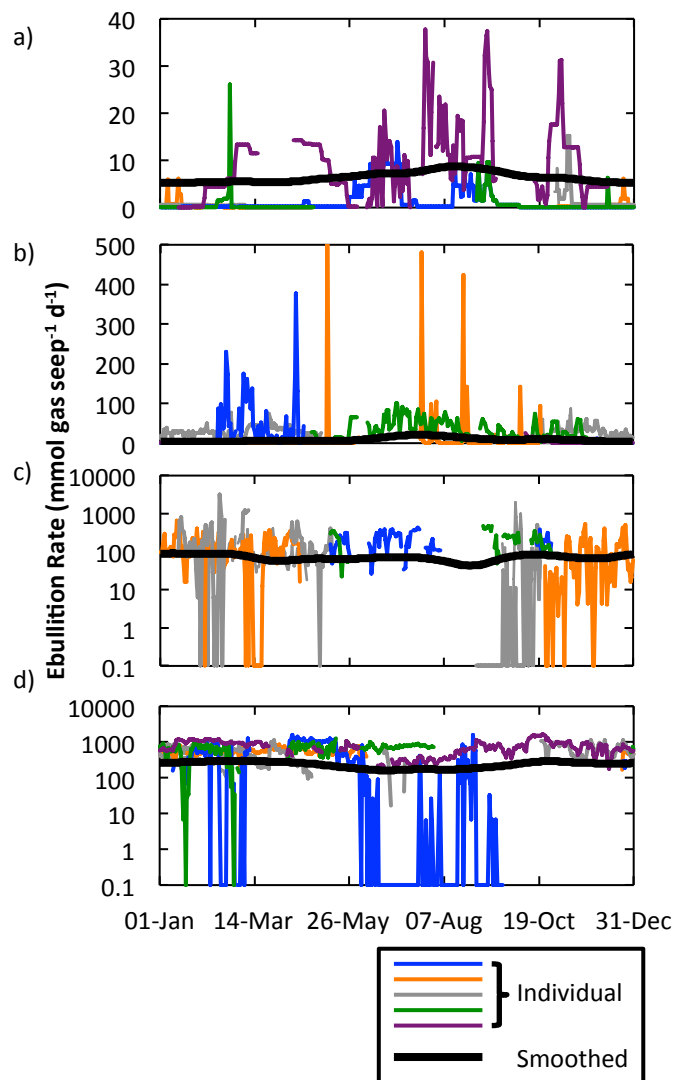 a)
40
30
20
10
0
b)
500
400
300
200
100
0
c)
10000
1000
100
10
1
0.1
d)
10000
1000
100
10
1
0.1
Ebullition Rate (mmol gas seep⁻¹ d⁻¹)
01-Jan 14-Mar 26-May 07-Aug 19-Oct 31-Dec
Individual
Smoothed